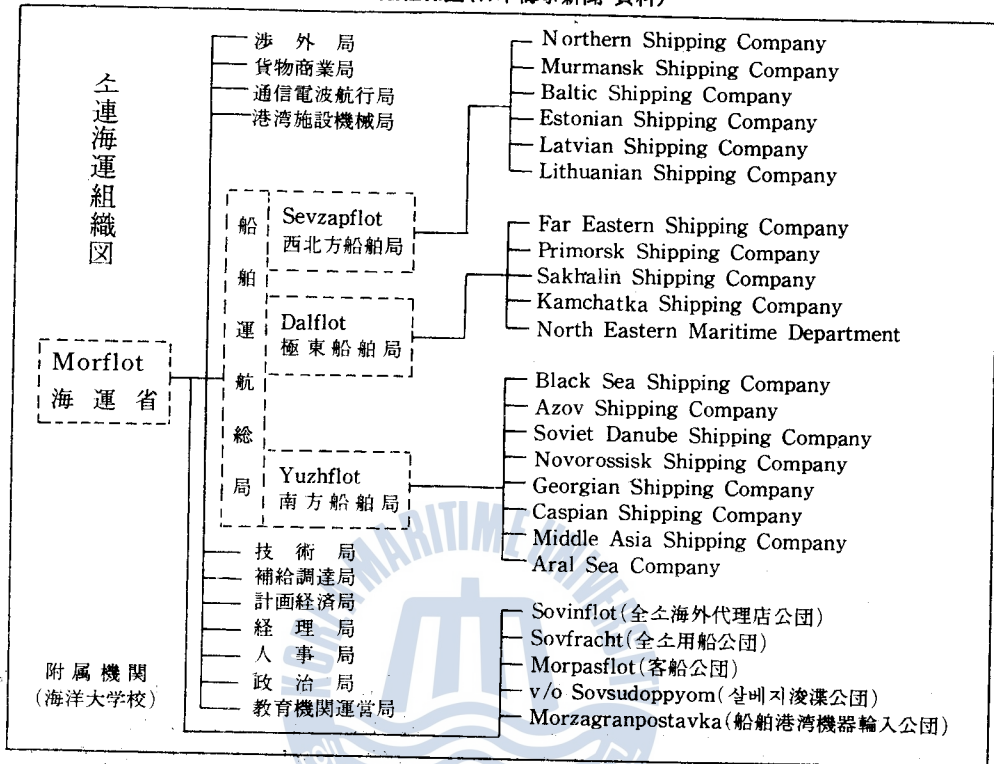 소連海運組織図
Morflot
海運省
附属機関
(海洋大学校)
渉外局
貨物商業局
通信電波航行局
港湾施設機械局
船舶運航総局
Sevzapflot
西北方船舶局
Dalflot
極東船舶局
Yuzhflot
南方船舶局
技術局
補給調達局
計画経済局
経理局
人事局
政治局
教育機関運営局
Northern Shipping Company
Murmansk Shipping Company
Baltic Shipping Company
Estonian Shipping Company
Latvian Shipping Company
Lithuanian Shipping Company
Far Eastern Shipping Company
Primorsk Shipping Company
Sakhalin Shipping Company
Kamchatka Shipping Company
North Eastern Maritime Department
Black Sea Shipping Company
Azov Shipping Company
Soviet Danube Shipping Company
Novorossisk Shipping Company
Georgian Shipping Company
Caspian Shipping Company
Middle Asia Shipping Company
Aral Sea Company
Sovinflot(全소海外代理店公団)
Sovfracht(全소用船公団)
Morpasflot(客船公団)
v/o Sovsudoppyom(살베지浚渫公団)
Morzagranpostavka(船舶港湾機器輸入公団)
MARITIME UNIVERSITY